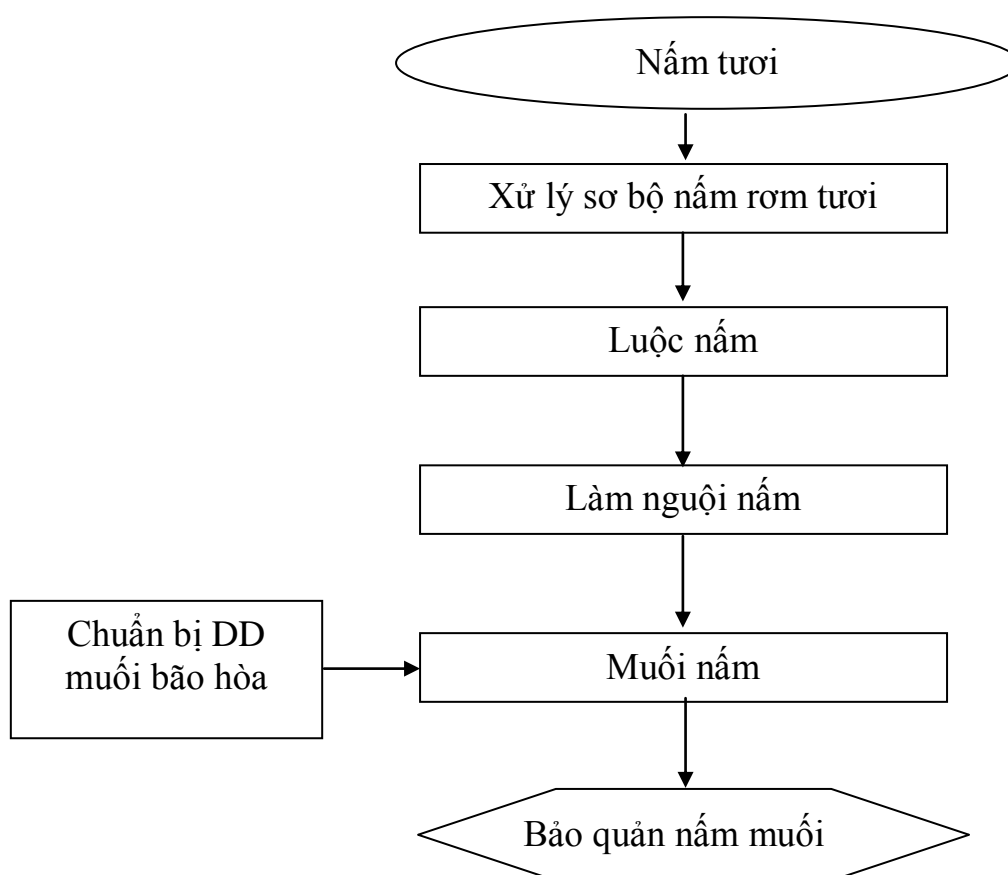 Nấm tươi
Xử lý sơ bộ nấm rơm tươi
Luộc nấm
Làm nguội nấm
Chuẩn bị DD
muối bão hòa
Muối nấm
Bảo quản nấm muối